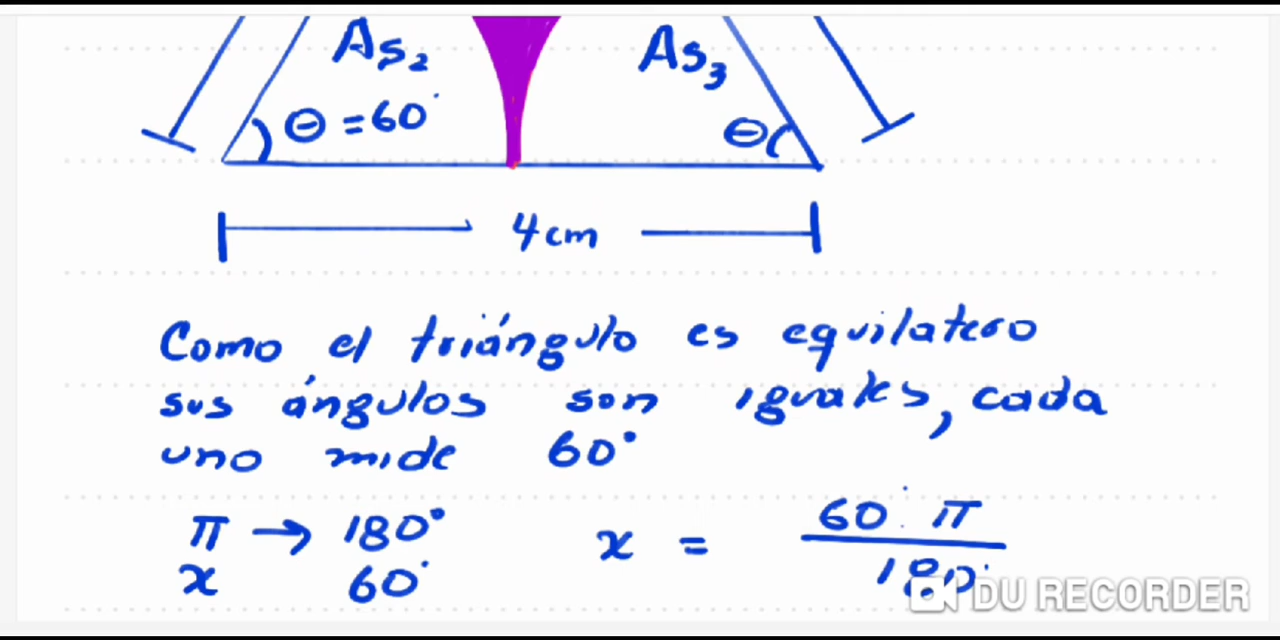 As₂ As₃
θ = 60° θ
4cm
Como el triángulo es equilatero
sus ángulos son iguales, cada
uno mide 60°
π → 180° x = 60° π / 180°
x 60°
DU RECORDER